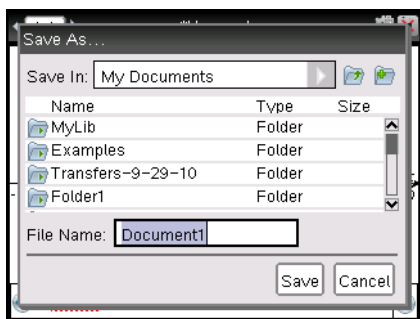 Save As...
Save In: My Documents
Name Type Size
MyLib Folder
Examples Folder
Transfers-9-29-10 Folder
Folder1 Folder
File Name: Document1
Save Cancel